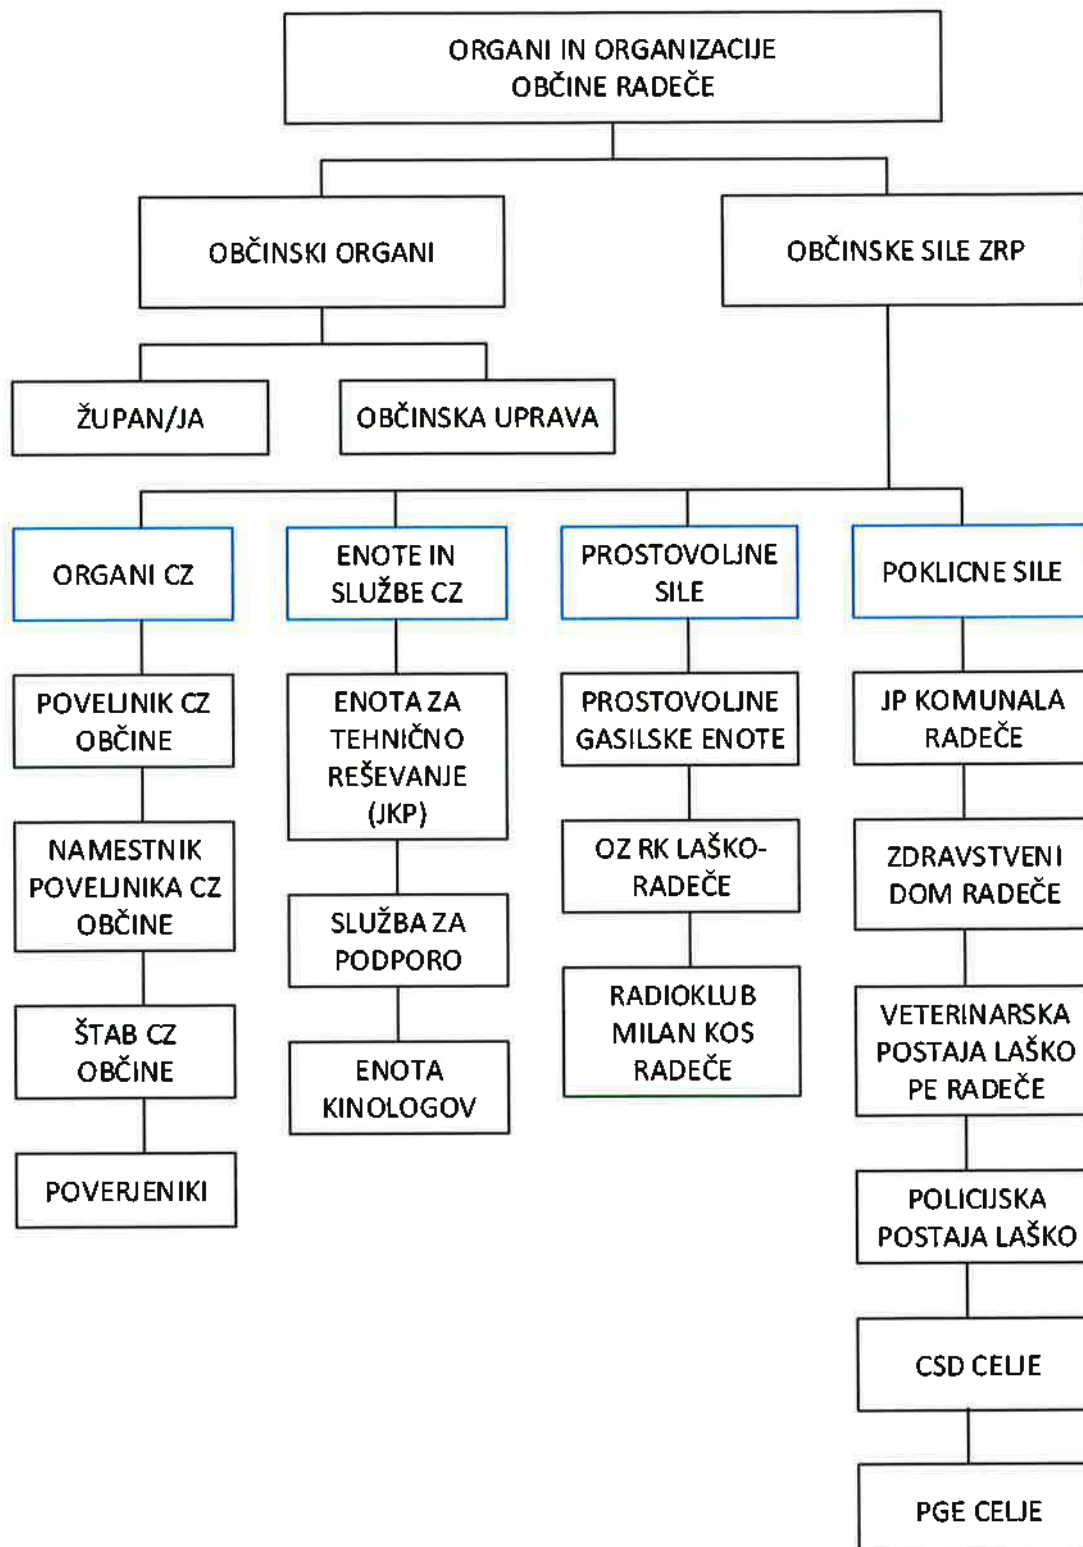 ORGANI IN ORGANIZACIJE
OBČINE RADEČE
OBČINSKI ORGANI
OBČINSKE SILE ZRP
ŽUPAN/JA
OBČINSKA UPRAVA
ORGANI CZ
ENOTE IN
SLUŽBE CZ
PROSTOVOLJNE
SILE
POKLICNE SILE
POVELJNIK CZ
OBČINE
NAMESTNIK
POVELJNIKA CZ
OBČINE
ŠTAB CZ
OBČINE
POVERJENIKI
ENOTA ZA
TEHNIČNO
REŠEVANJE
(JKP)
SLUŽBA ZA
PODPORO
ENOTA
KINOLOGOV
PROSTOVOLJNE
GASILSKE ENOTE
OZ RK LAŠKO-
RADEČE
RADIOKLUB
MILAN KOS
RADEČE
JP KOMUNALA
RADEČE
ZDRAVSTVENI
DOM RADEČE
VETERINARSKA
POSTAJA LAŠKO
PE RADEČE
POLICIJSKA
POSTAJA LAŠKO
CSD CELJE
PGE CELJE